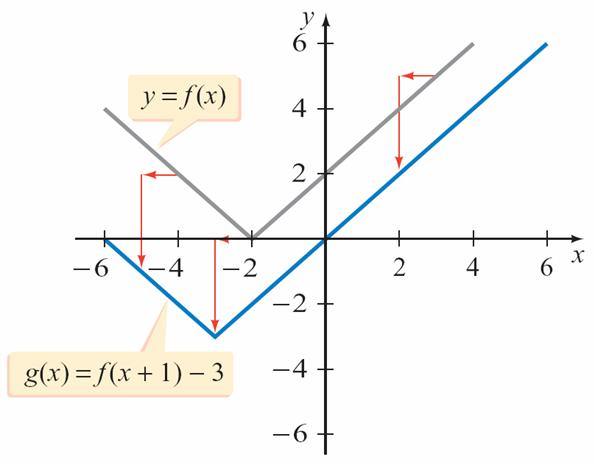 y
6
y = f(x)
4
2
−6 −4 −2 2 4 6 x
−2
g(x) = f(x + 1) − 3
−4
−6